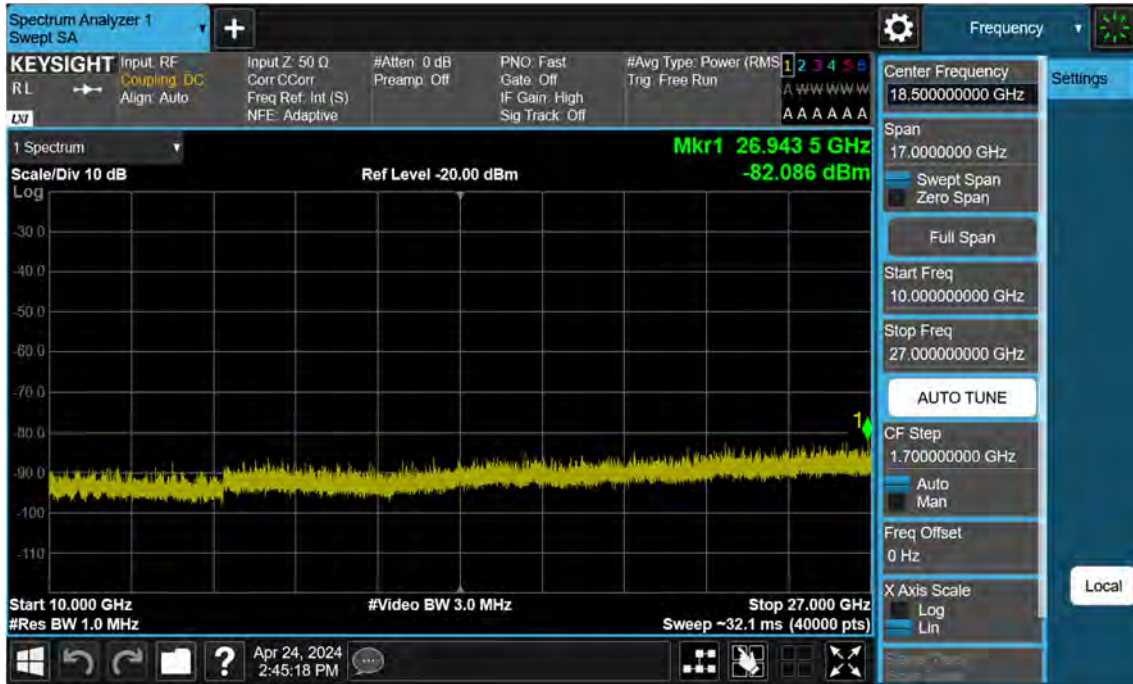 Spectrum Analyzer 1
Swept SA
Frequency
KEYSIGHT
RL
LXI
Input: RF
Coupling: DC
Align: Auto
Input Z: 50 Ω
Corr CCorr
Freq Ref: Int (S)
NFE: Adaptive
#Atten: 0 dB
Preamp: Off
PNO: Fast
Gate: Off
IF Gain: High
Sig Track: Off
#Avg Type: Power (RMS
Trig: Free Run
1 2 3 4 5 6
A W W W W W
A A A A A A
Center Frequency
18.500000000 GHz
Settings
1 Spectrum
Mkr1 26.943 5 GHz
-82.086 dBm
Scale/Div 10 dB
Ref Level -20.00 dBm
Log
-30.0
-40.0
-50.0
-60.0
-70.0
-80.0
-90.0
-100
-110
1
Start 10.000 GHz
#Video BW 3.0 MHz
Stop 27.000 GHz
#Res BW 1.0 MHz
Sweep ~32.1 ms (40000 pts)
Span
17.0000000 GHz
Swept Span
Zero Span
Full Span
Start Freq
10.000000000 GHz
Stop Freq
27.000000000 GHz
AUTO TUNE
CF Step
1.700000000 GHz
Auto
Man
Freq Offset
0 Hz
X Axis Scale
Log
Lin
Local
?
Apr 24, 2024
2:45:18 PM